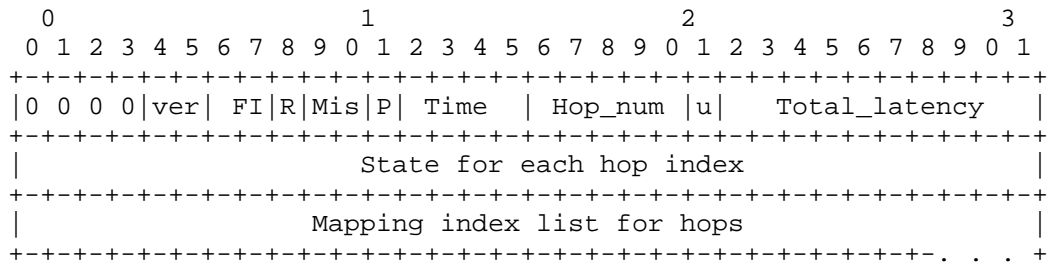 0 1 2 3
0 1 2 3 4 5 6 7 8 9 0 1 2 3 4 5 6 7 8 9 0 1 2 3 4 5 6 7 8 9 0 1
+-+-+-+-+-+-+-+-+-+-+-+-+-+-+-+-+-+-+-+-+-+-+-+-+-+-+-+-+-+-+-+-+
|0 0 0 0|ver| FI|R|Mis|P| Time | Hop_num |u| Total_latency |
+-+-+-+-+-+-+-+-+-+-+-+-+-+-+-+-+-+-+-+-+-+-+-+-+-+-+-+-+-+-+-+-+
| State for each hop index |
+-+-+-+-+-+-+-+-+-+-+-+-+-+-+-+-+-+-+-+-+-+-+-+-+-+-+-+-+-+-+-+-+
| Mapping index list for hops |
+-+-+-+-+-+-+-+-+-+-+-+-+-+-+-+-+-+-+-+-+-+-+-+-+-+-+-+-+-. . . +